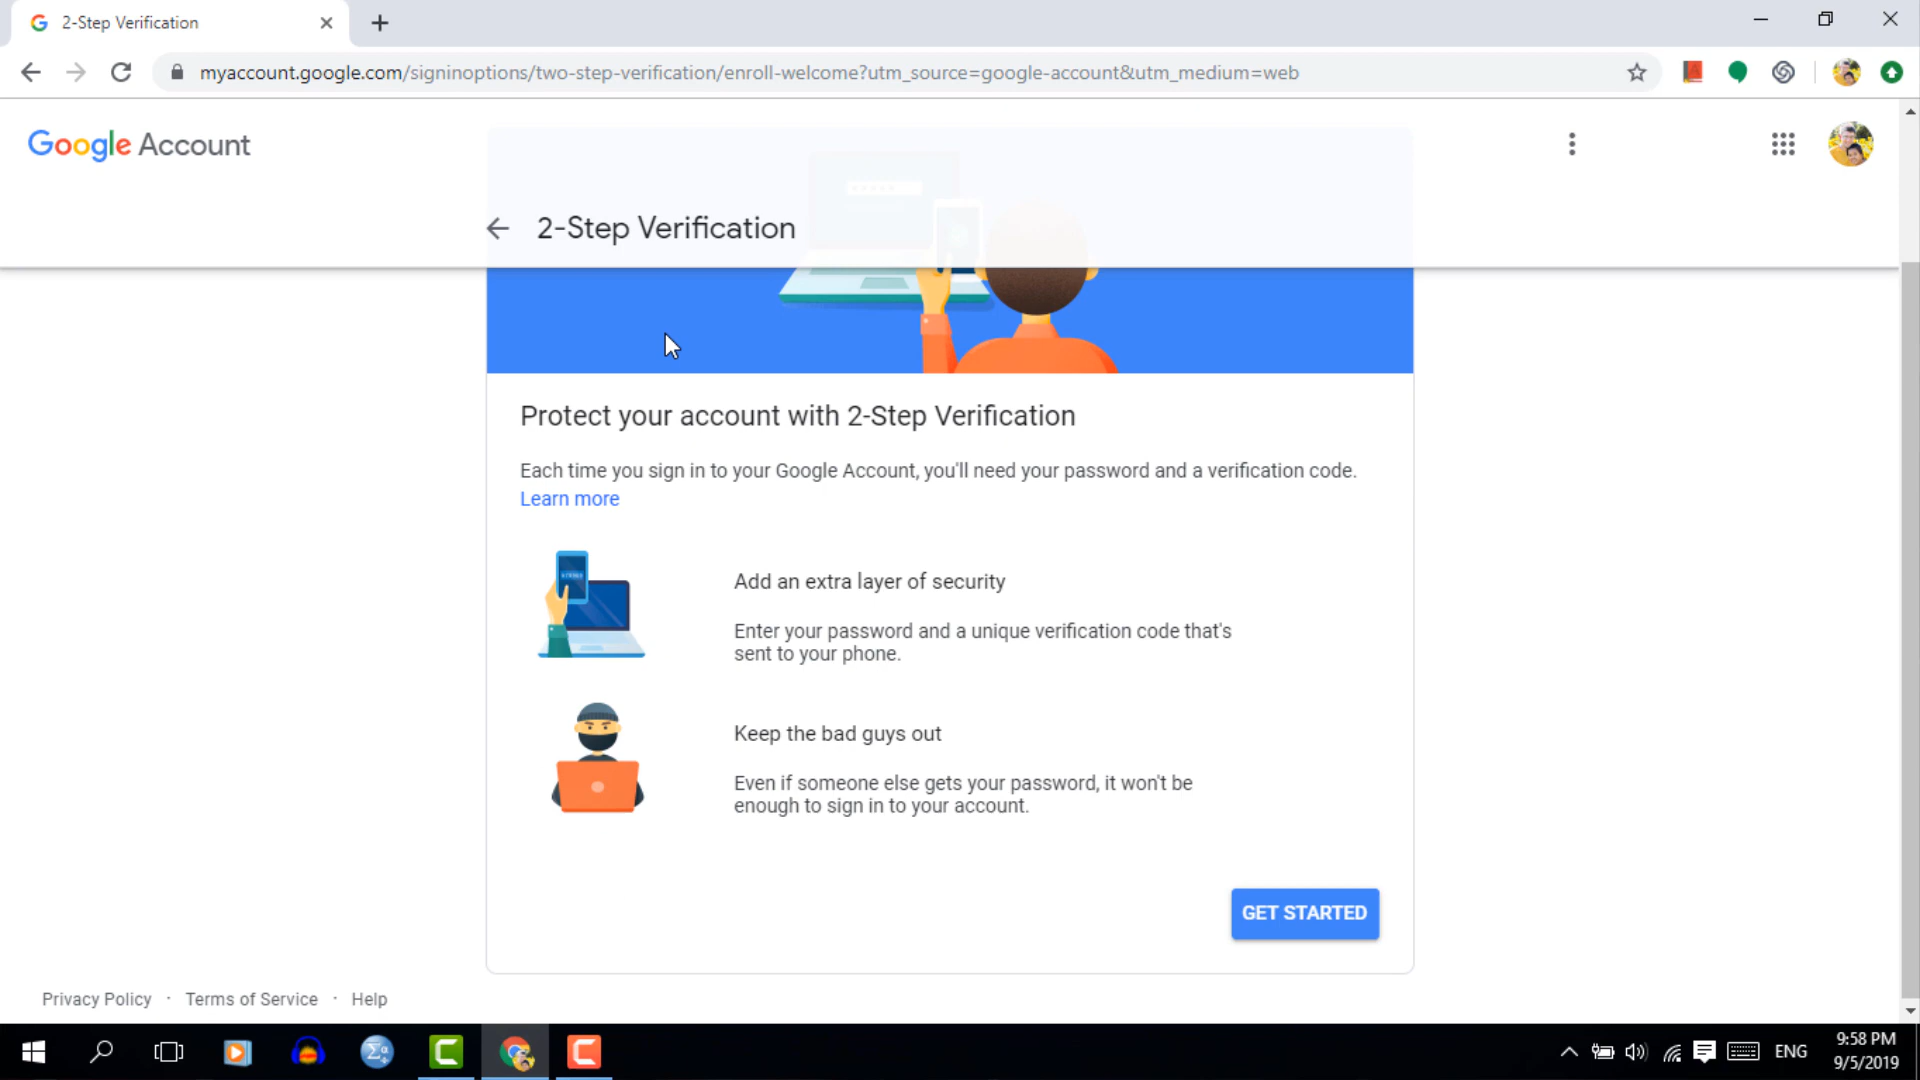 2-Step Verification
myaccount.google.com/signinoptions/two-step-verification/enroll-welcome?utm_source=google-account&utm_medium=web
Google Account
2-Step Verification
Protect your account with 2-Step Verification
Each time you sign in to your Google Account, you'll need your password and a verification code.
Learn more
Add an extra layer of security
Enter your password and a unique verification code that's
sent to your phone.
Keep the bad guys out
Even if someone else gets your password, it won't be
enough to sign in to your account.
GET STARTED
Privacy Policy · Terms of Service · Help
ENG
9:58 PM
9/5/2019